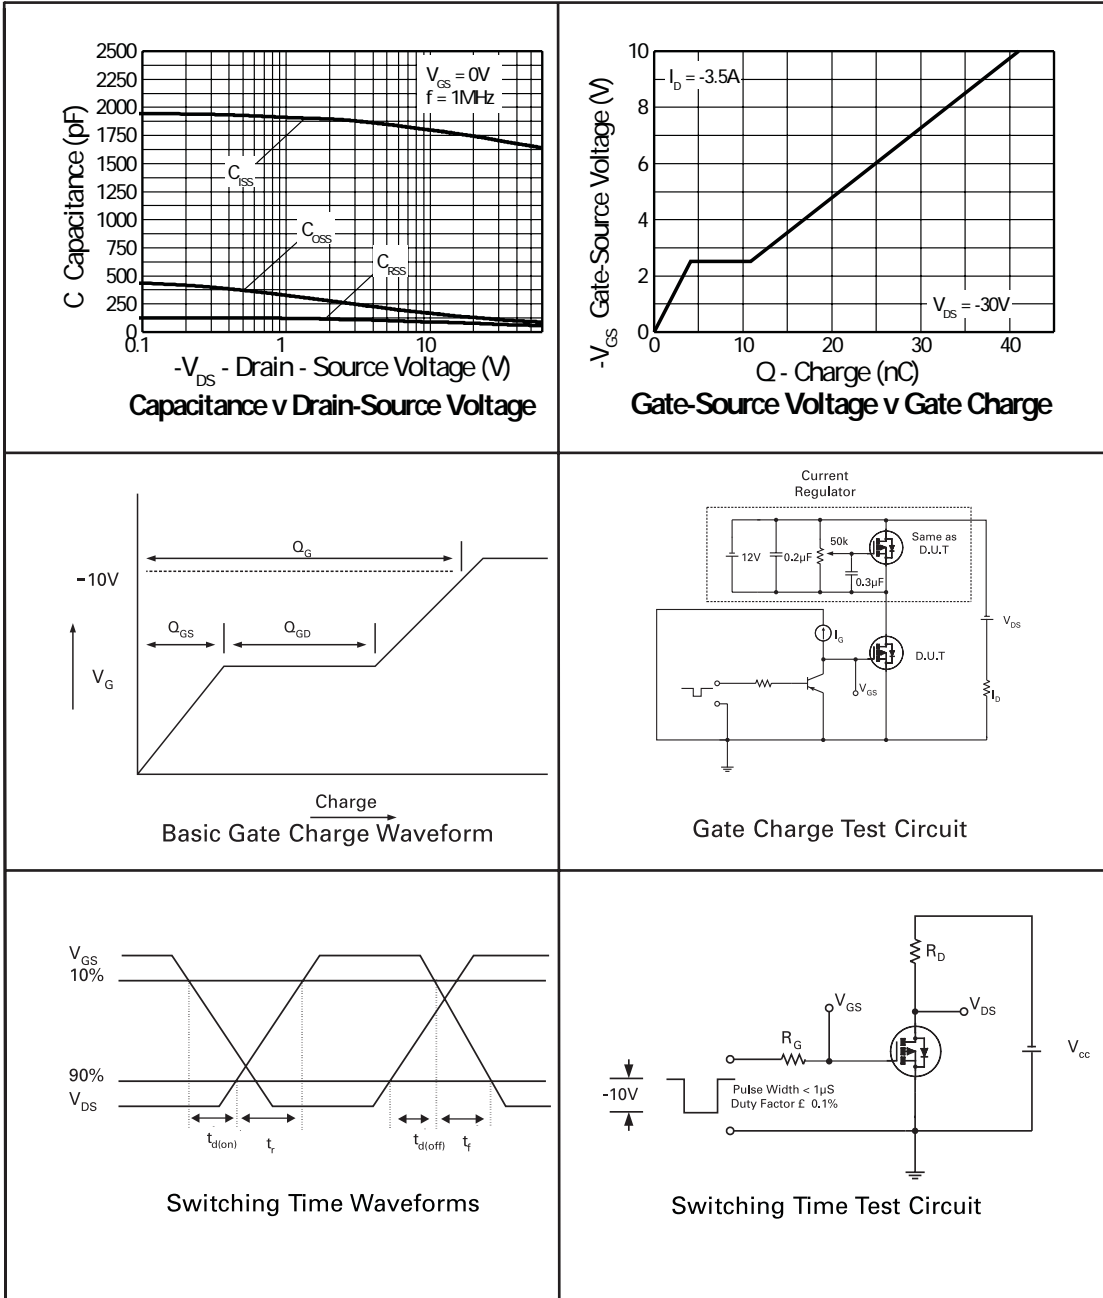 2500
2250
2000
1750
1500
1250
1000
750
500
250
0
C Capacitance (pF)
V_GS = 0V
f = 1MHz
C_ISS
C_OSS
C_RSS
0.1
1
10
-V_DS - Drain - Source Voltage (V)
Capacitance v Drain-Source Voltage
10
8
6
4
2
0
-V_GS Gate-Source Voltage (V)
I_D = -3.5A
V_DS = -30V
0
10
20
30
40
Q - Charge (nC)
Gate-Source Voltage v Gate Charge
Q_G
-10V
Q_GS
Q_GD
V_G
Charge
Basic Gate Charge Waveform
Current
Regulator
12V
0.2µF
50k
0.3µF
Same as
D.U.T
I_G
V_DS
D.U.T
V_GS
I_D
Gate Charge Test Circuit
V_GS
10%
90%
V_DS
t_d(on)
t_r
t_d(off)
t_f
Switching Time Waveforms
R_D
V_GS
V_DS
R_G
V_cc
-10V
Pulse Width < 1µS
Duty Factor £ 0.1%
Switching Time Test Circuit